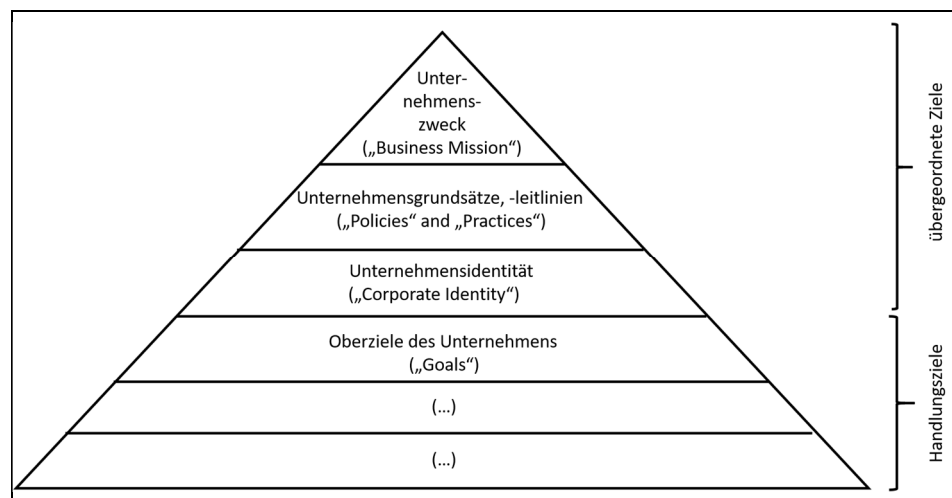 Unter-
nehmens-
zweck
(„Business Mission“)
Unternehmensgrundsätze, -leitlinien
(„Policies“ and „Practices“)
Unternehmensidentität
(„Corporate Identity“)
Oberziele des Unternehmens
(„Goals“)
(...)
(...)
übergeordnete Ziele
Handlungsziele